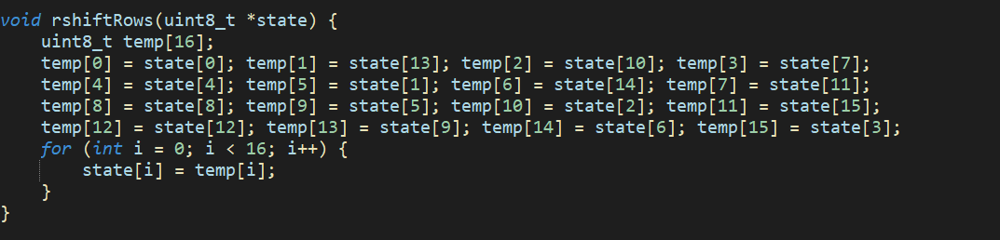 void rshiftRows(uint8_t *state) {
    uint8_t temp[16];
    temp[0] = state[0]; temp[1] = state[13]; temp[2] = state[10]; temp[3] = state[7];
    temp[4] = state[4]; temp[5] = state[1]; temp[6] = state[14]; temp[7] = state[11];
    temp[8] = state[8]; temp[9] = state[5]; temp[10] = state[2]; temp[11] = state[15];
    temp[12] = state[12]; temp[13] = state[9]; temp[14] = state[6]; temp[15] = state[3];
    for (int i = 0; i < 16; i++) {
        state[i] = temp[i];
    }
}